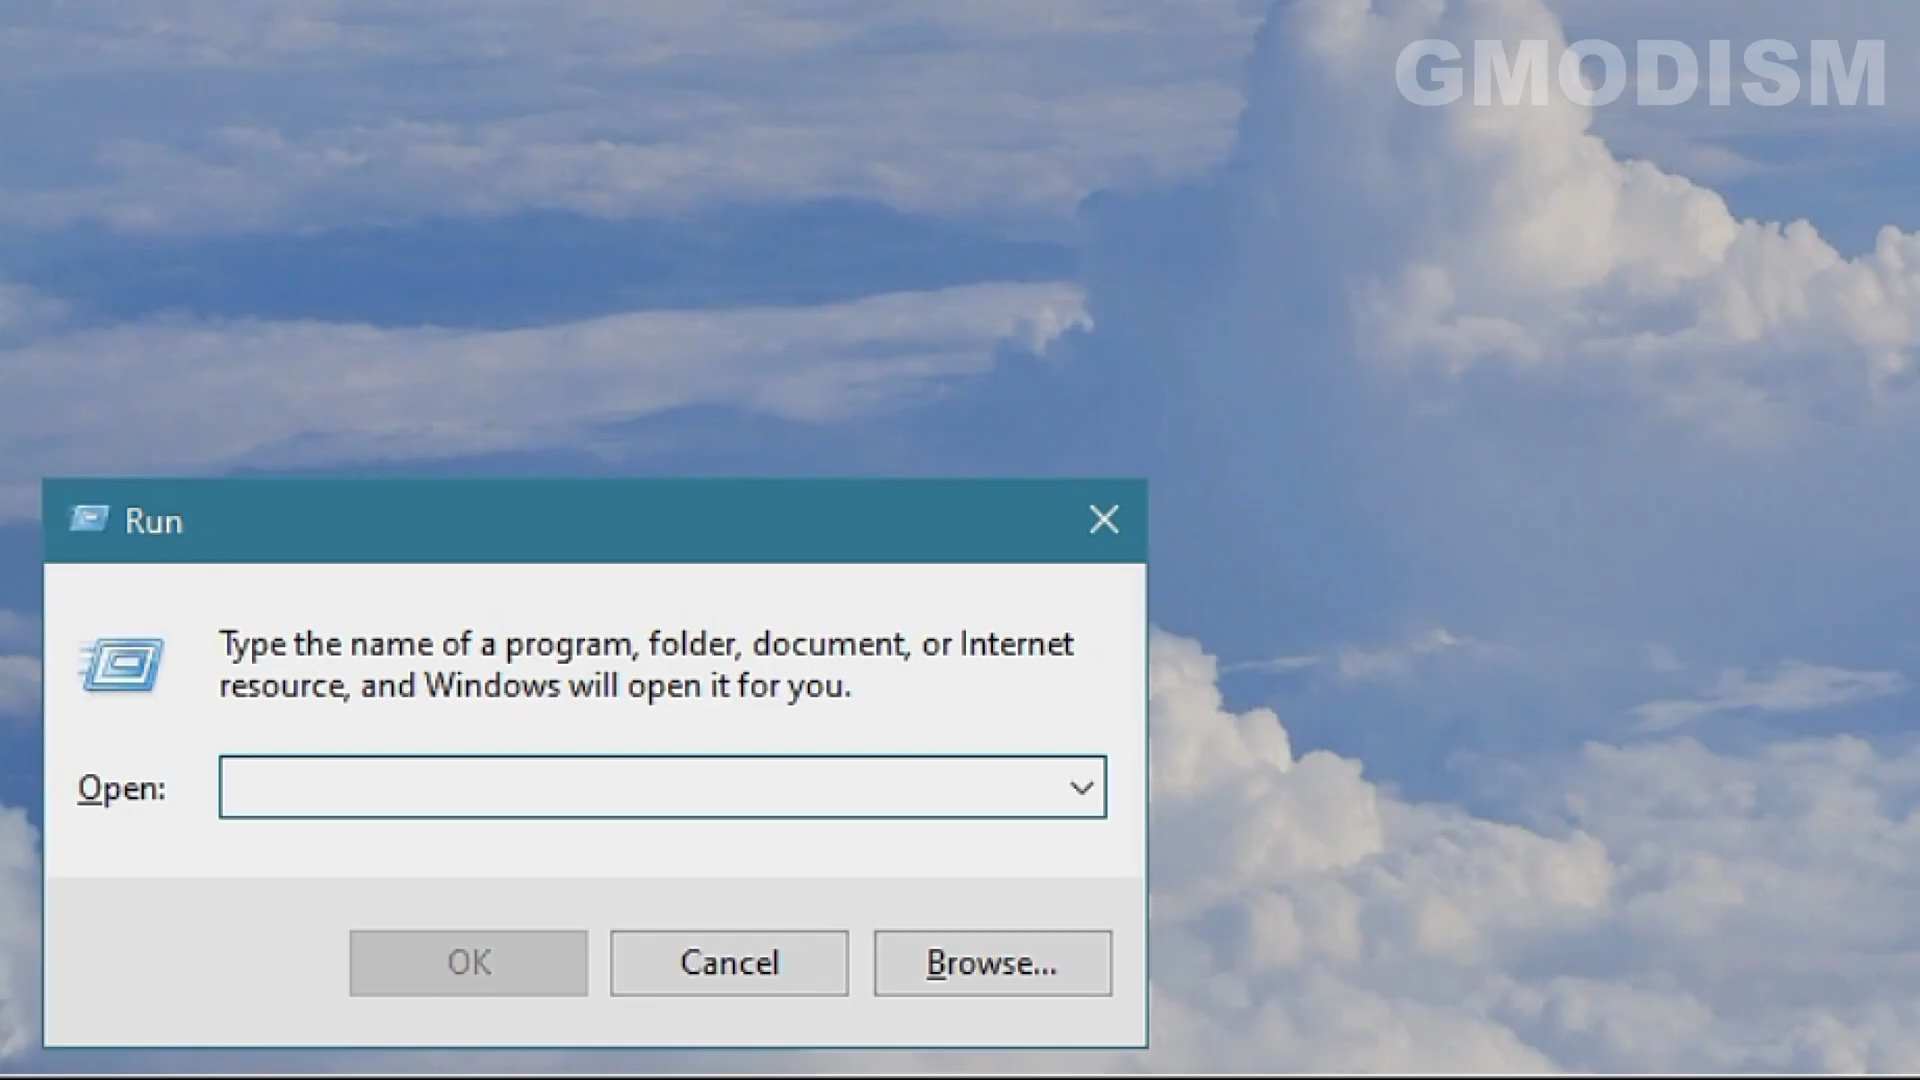 GMODISM
Run
Type the name of a program, folder, document, or Internet
resource, and Windows will open it for you.
Open:
OK
Cancel
Browse...